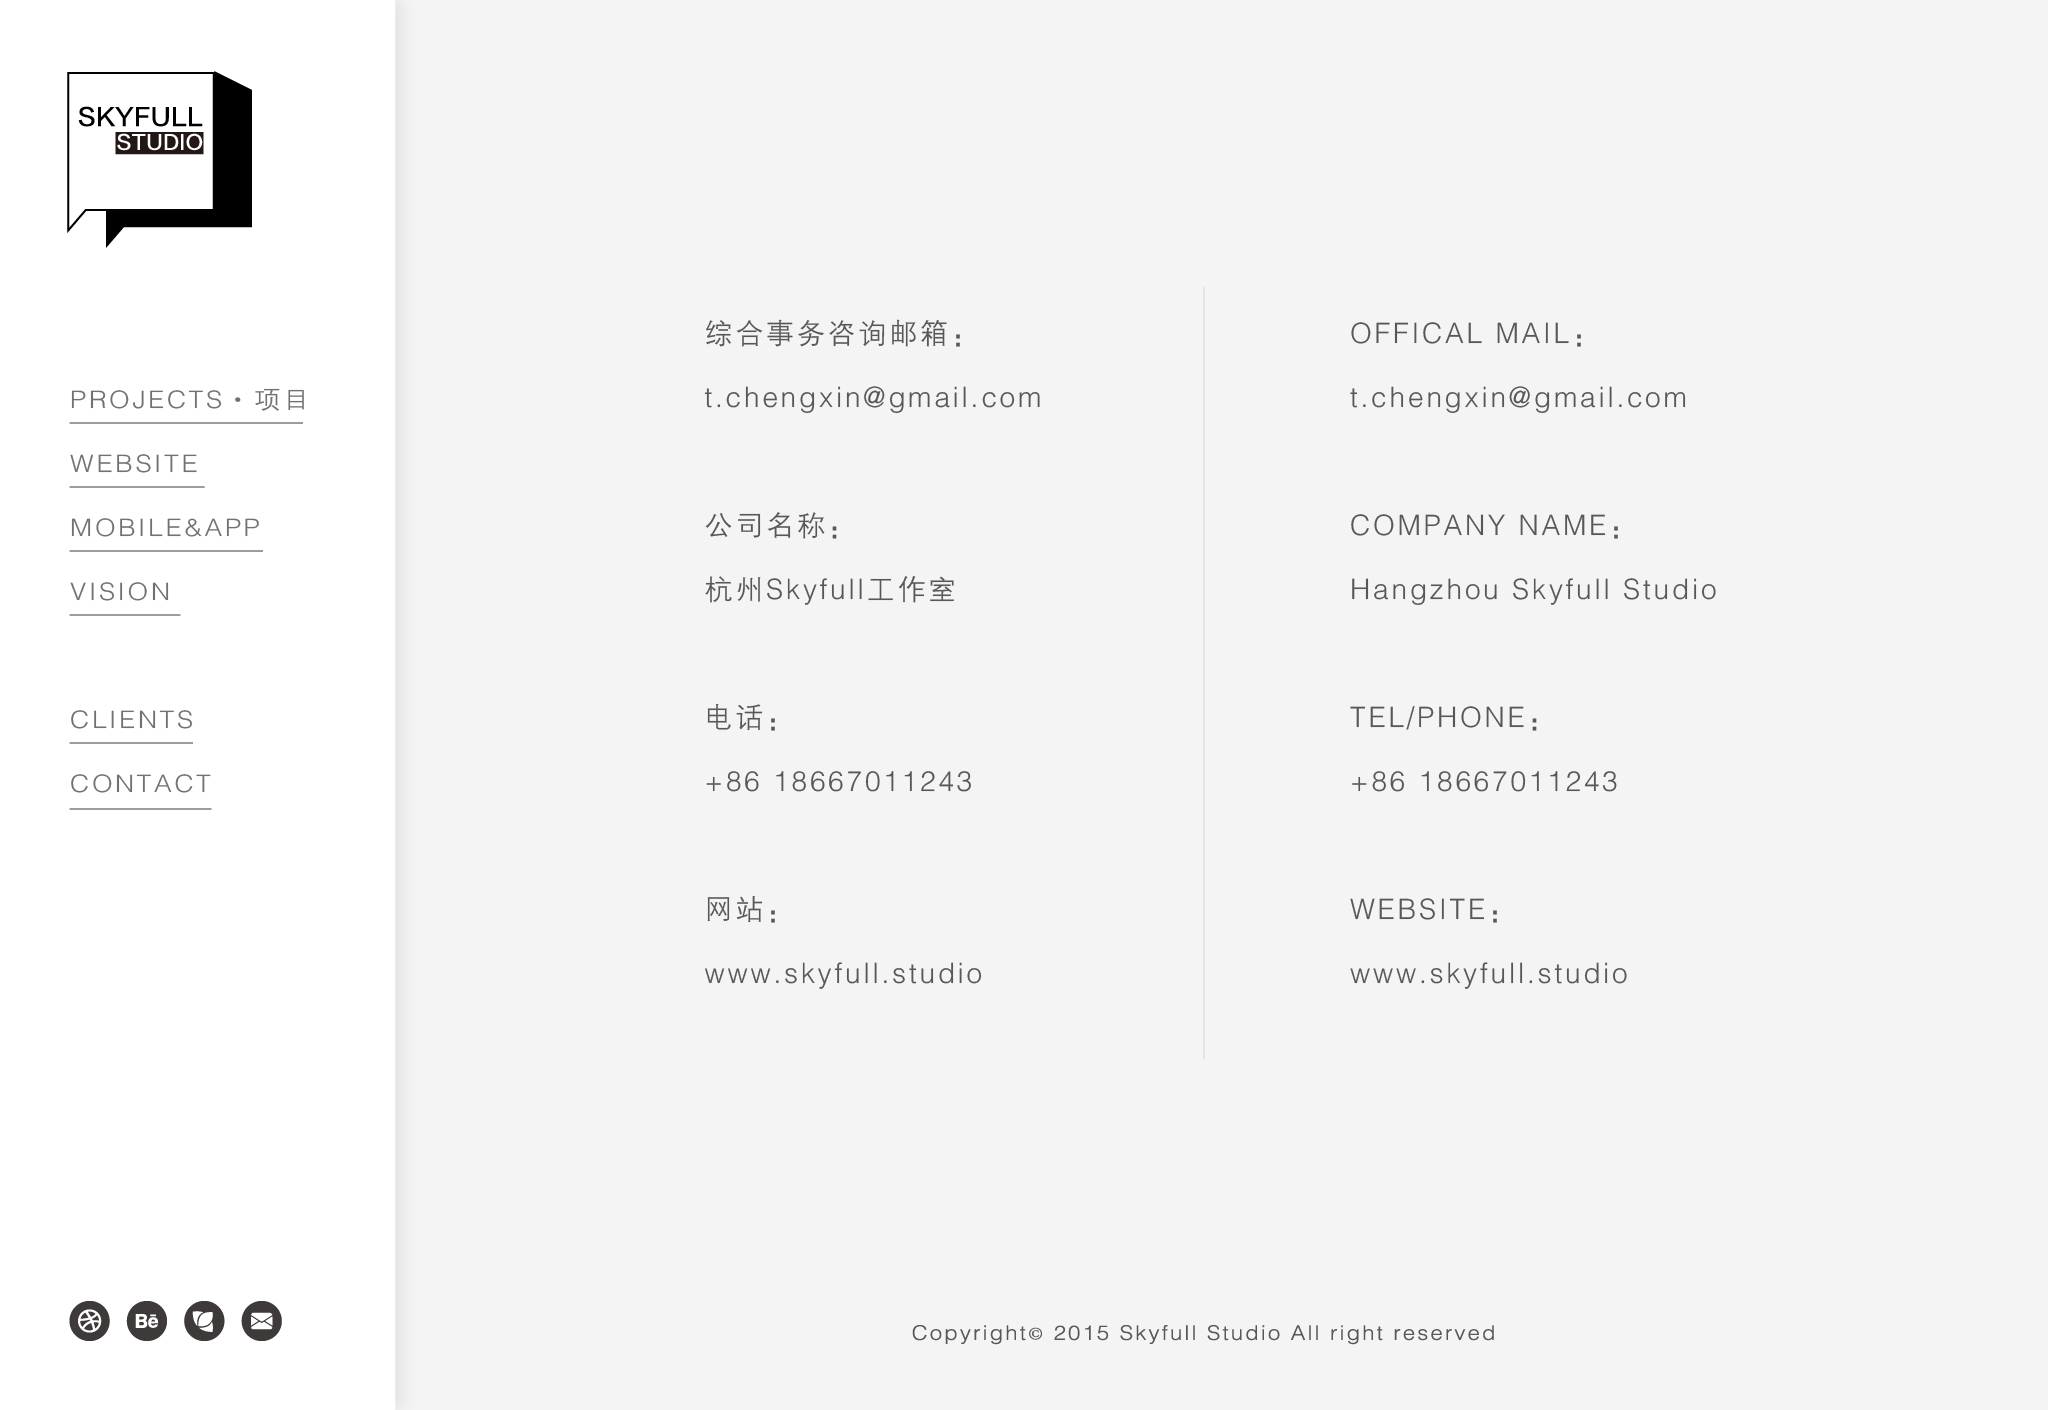 SKYFULL
STUDIO
PROJECTS・项目
WEBSITE
MOBILE&APP
VISION
CLIENTS
CONTACT
Bē
综合事务咨询邮箱：
t.chengxin@gmail.com
公司名称：
杭州Skyfull工作室
电话：
+86 18667011243
网站：
www.skyfull.studio
OFFICAL MAIL：
t.chengxin@gmail.com
COMPANY NAME：
Hangzhou Skyfull Studio
TEL/PHONE：
+86 18667011243
WEBSITE：
www.skyfull.studio
Copyright© 2015 Skyfull Studio All right reserved